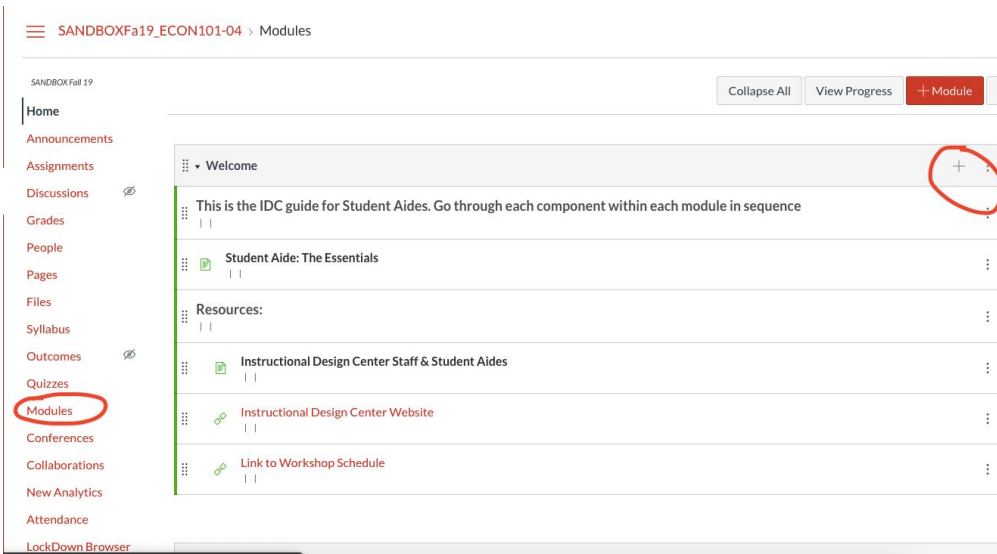 SANDBOXFa19_ECON101-04 > Modules
SANDBOX Fall 19
Collapse All View Progress +Module
Home
Announcements
Assignments
Discussions
Grades
People
Pages
Files
Syllabus
Outcomes
Quizzes
Modules
Conferences
Collaborations
New Analytics
Attendance
LockDown Browser
Welcome
This is the IDC guide for Student Aides. Go through each component within each module in sequence
| |
Student Aide: The Essentials
| |
Resources:
| |
Instructional Design Center Staff & Student Aides
| |
Instructional Design Center Website
| |
Link to Workshop Schedule
| |